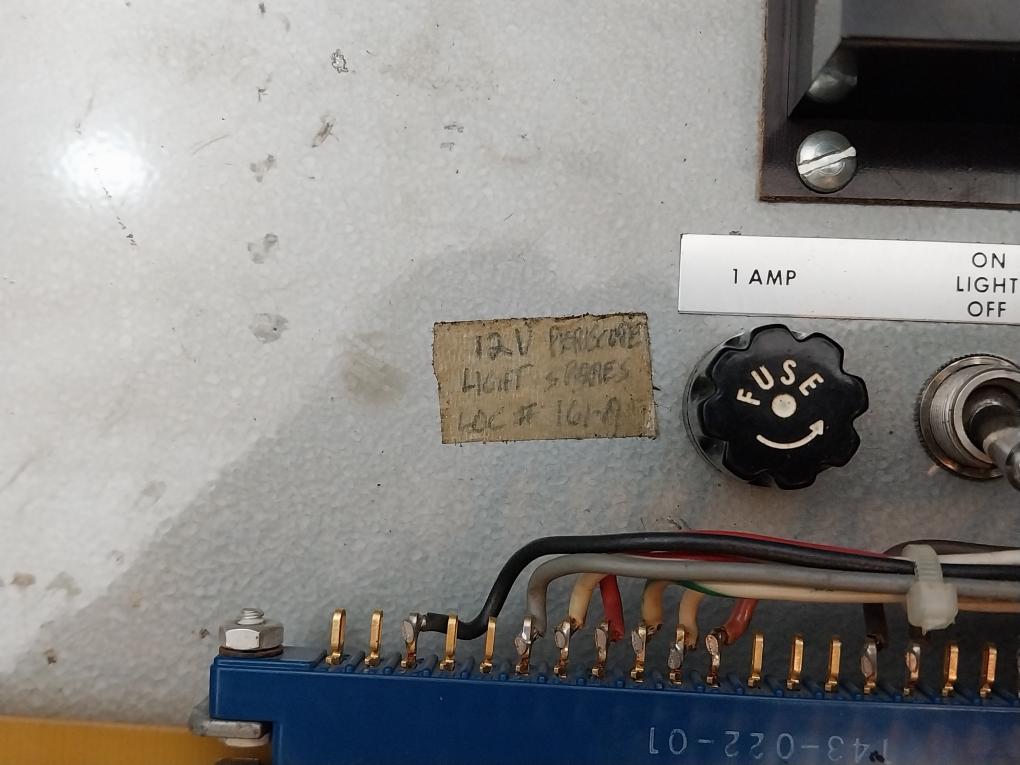 1 AMP
ON
LIGHT
OFF
12V PERISCOPE
LIGHT SPARES
LOC # 161-A
FUSE
143-022-01